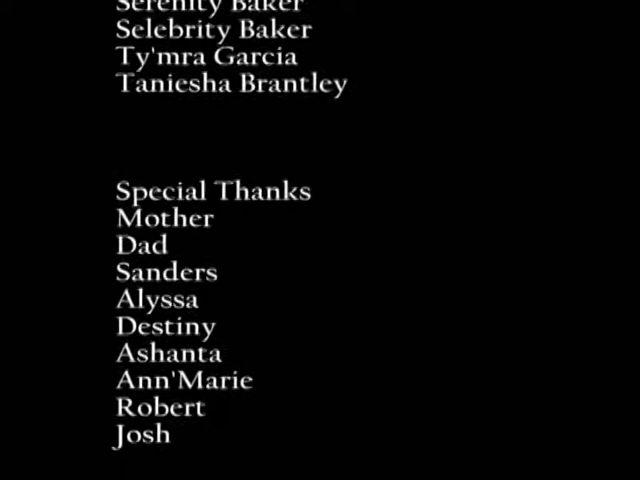 Serenity Baker
Selebrity Baker
Ty'mra Garcia
Taniesha Brantley
Special Thanks
Mother
Dad
Sanders
Alyssa
Destiny
Ashanta
Ann'Marie
Robert
Josh